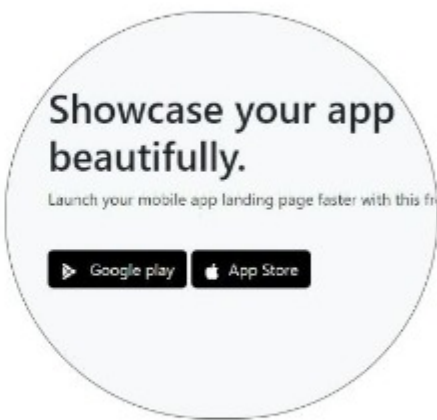 Showcase your app
beautifully.
Launch your mobile app landing page faster with this
Google play App Store